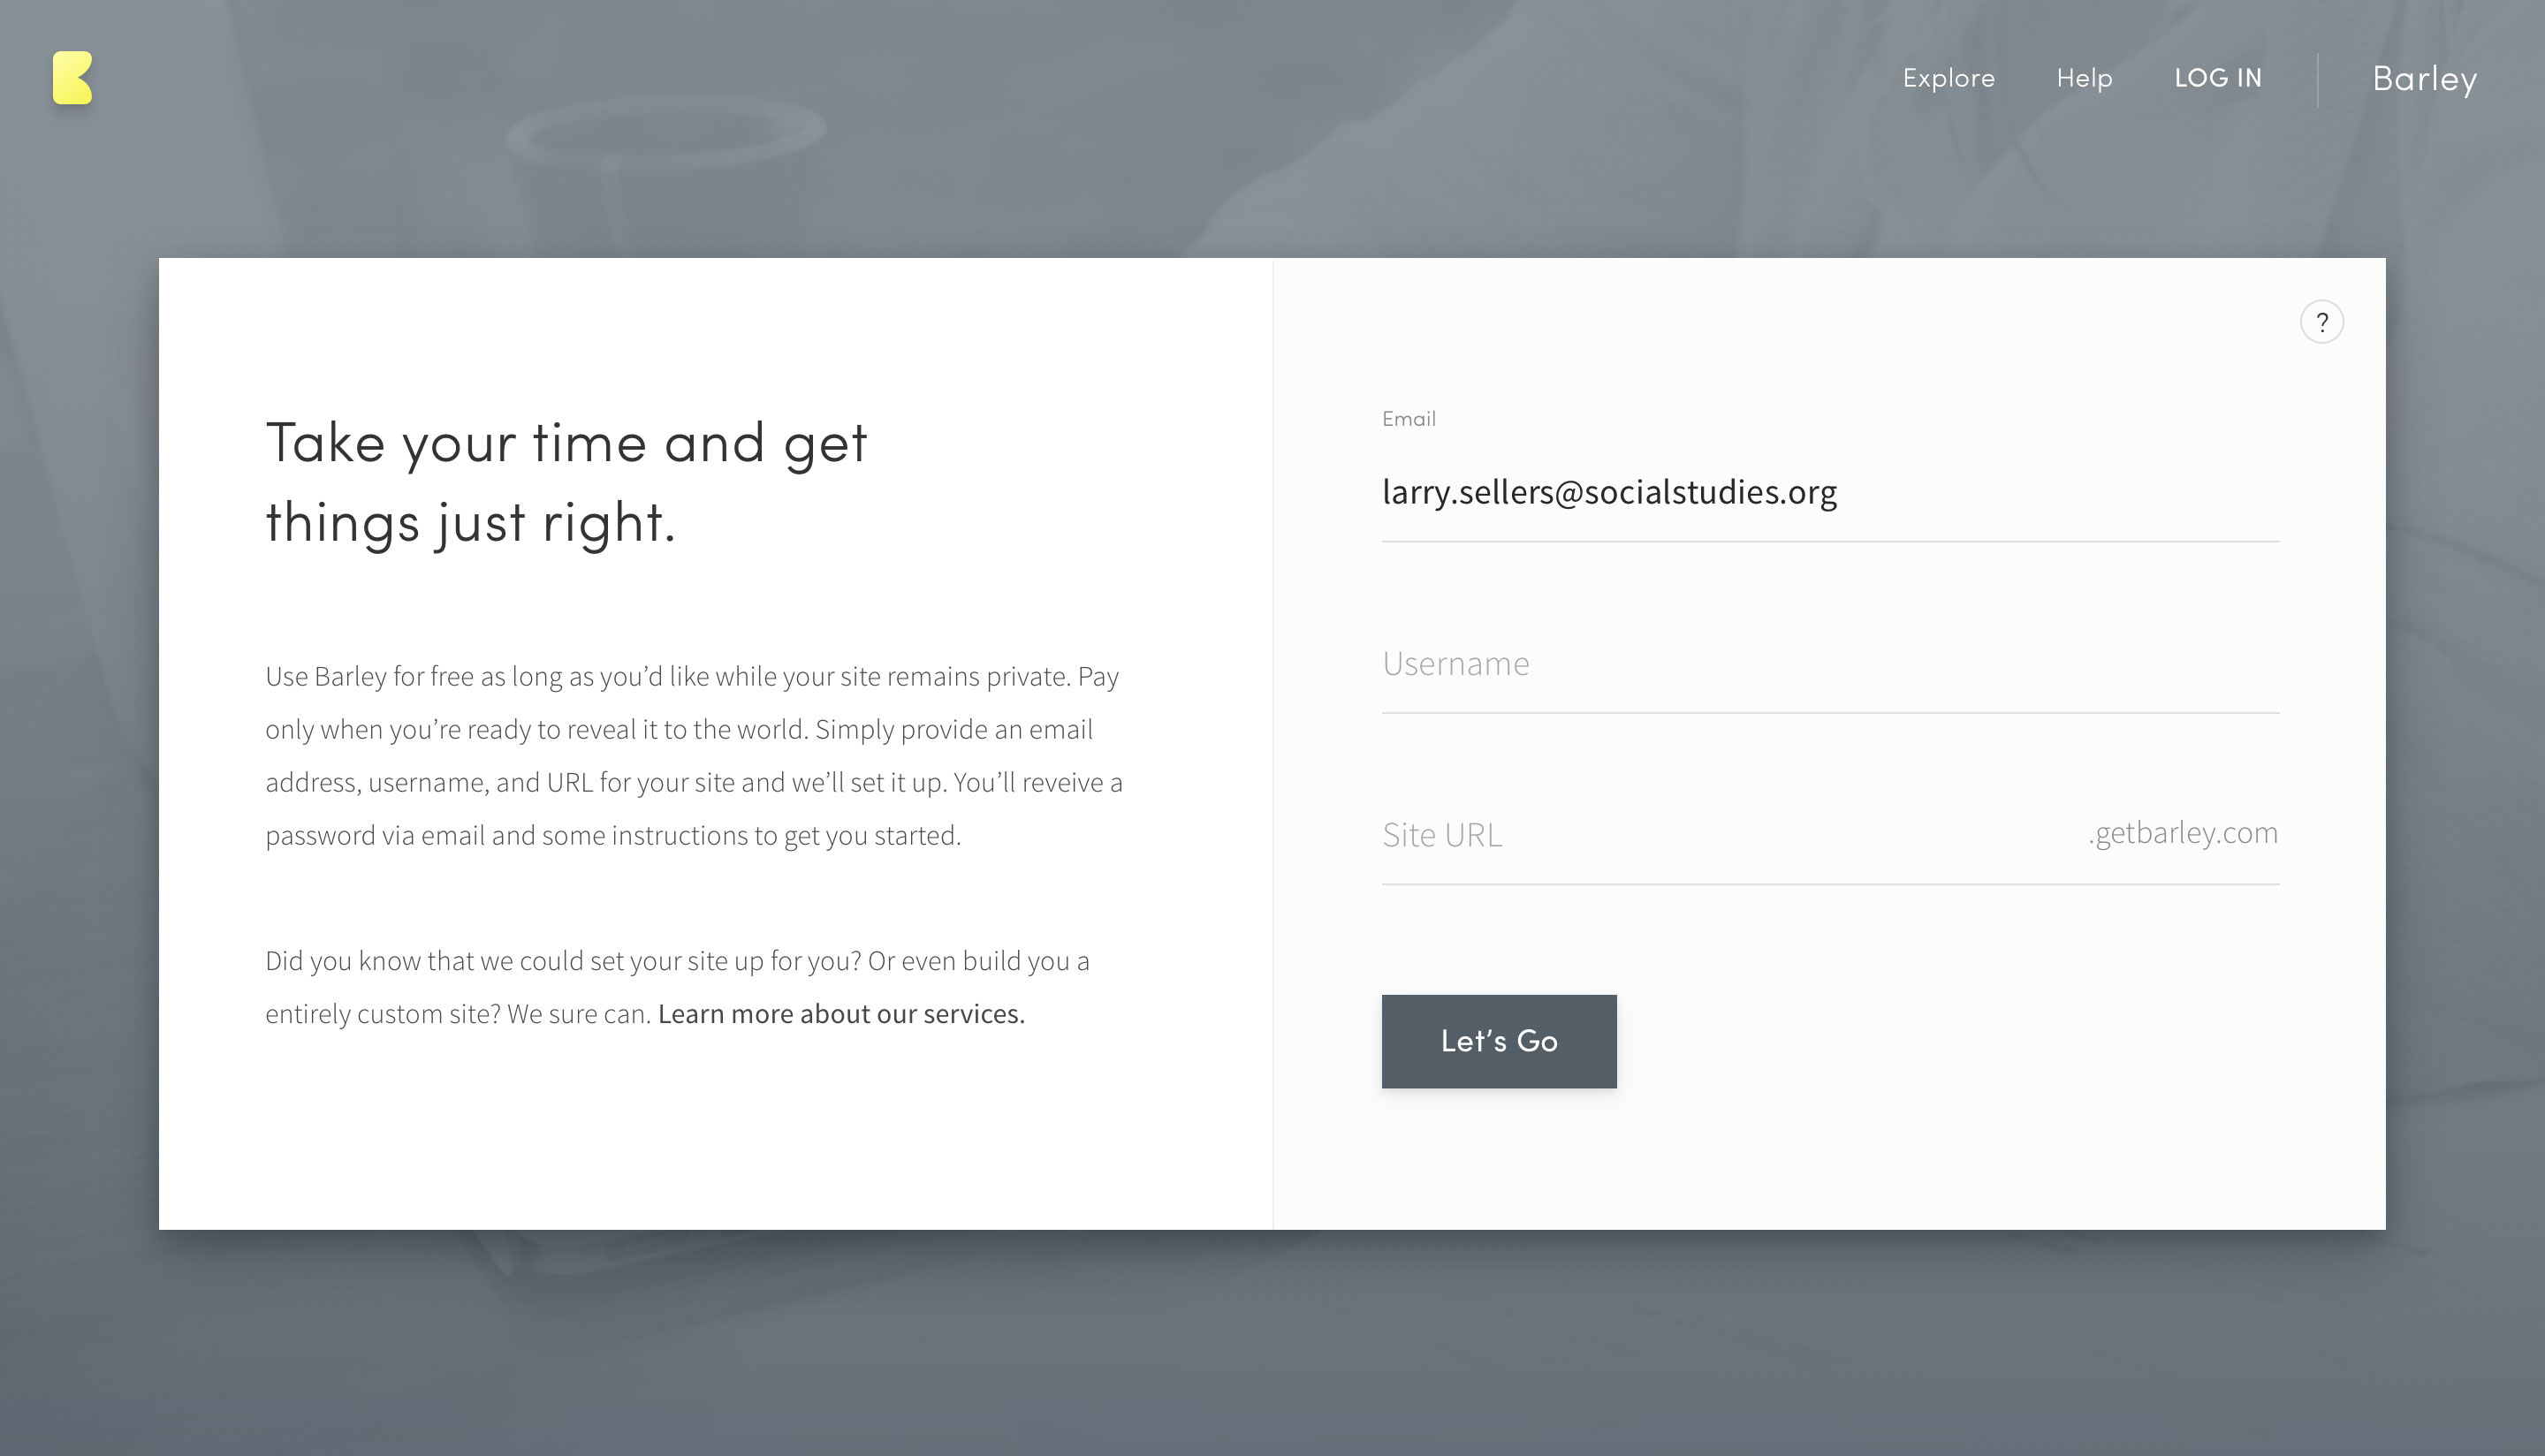 Explore Help LOG IN Barley
Take your time and get
things just right.
Use Barley for free as long as you’d like while your site remains private. Pay
only when you’re ready to reveal it to the world. Simply provide an email
address, username, and URL for your site and we’ll set it up. You’ll reveive a
password via email and some instructions to get you started.
Did you know that we could set your site up for you? Or even build you a
entirely custom site? We sure can. Learn more about our services.
?
Email
larry.sellers@socialstudies.org
Username
Site URL .getbarley.com
Let’s Go